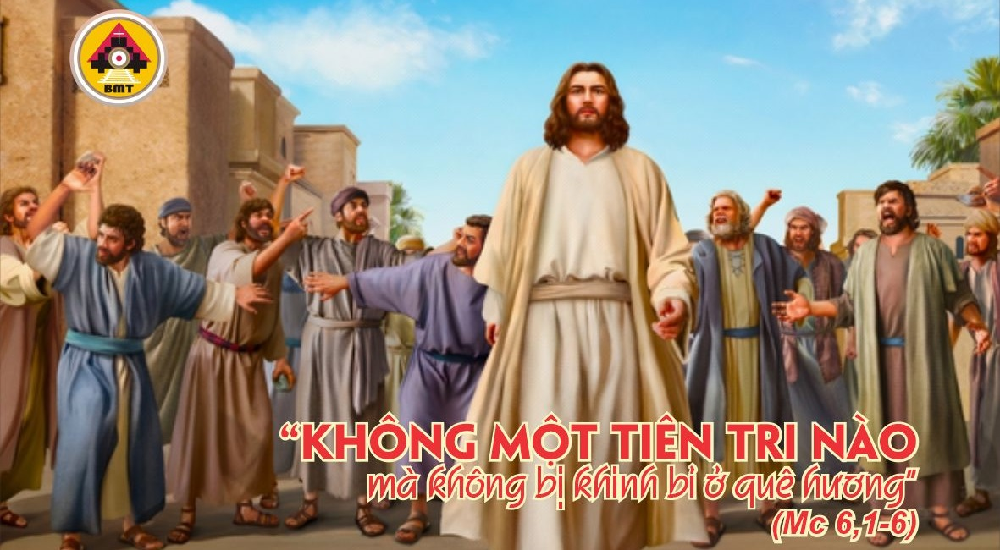 BMT
“KHÔNG MỘT TIÊN TRI NÀO
mà không bị khinh bỉ ở quê hương"
(Mc 6,1-6)